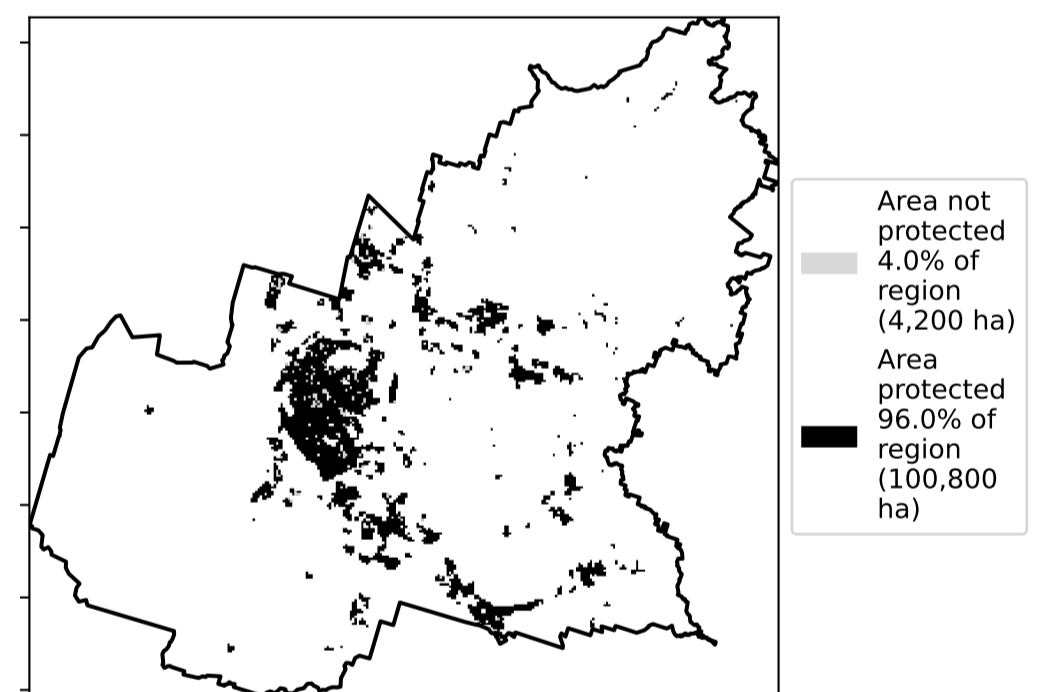 Area not
protected
4.0% of
region
(4,200 ha)
Area
protected
96.0% of
region
(100,800
ha)